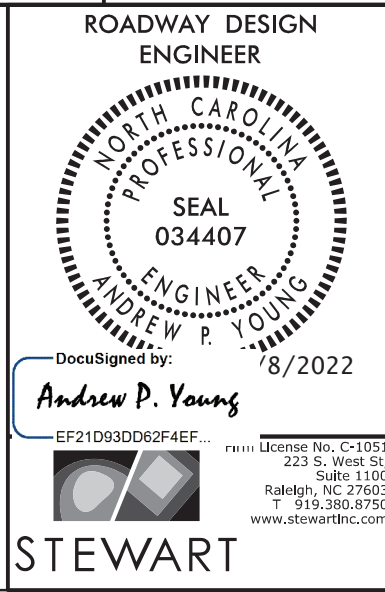 ROADWAY DESIGN
ENGINEER
NORTH CAROLINA
PROFESSIONAL
SEAL
034407
ENGINEER
ANDREW P. YOUNG
DocuSigned by:
/8/2022
Andrew P. Young
EF21D93DD62F4EF...
License No. C-1051
223 S. West St
Suite 1100
Raleigh, NC 27603
T 919.380.8750
www.stewartinc.com
STEWART